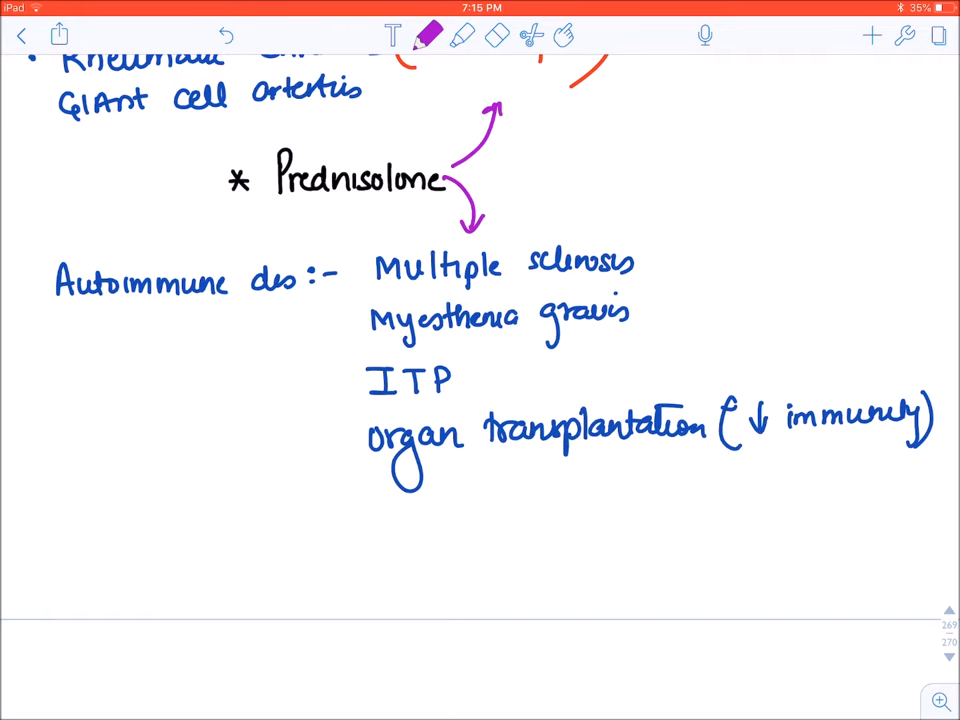 iPad 7:15 PM 35%
T
GIAnt cell arteritis
* Prednisolone
Autoimmune des :- Multiple sclerosis
Myesthenia gravis
ITP
organ transplantation (↓ immunity)
269
270